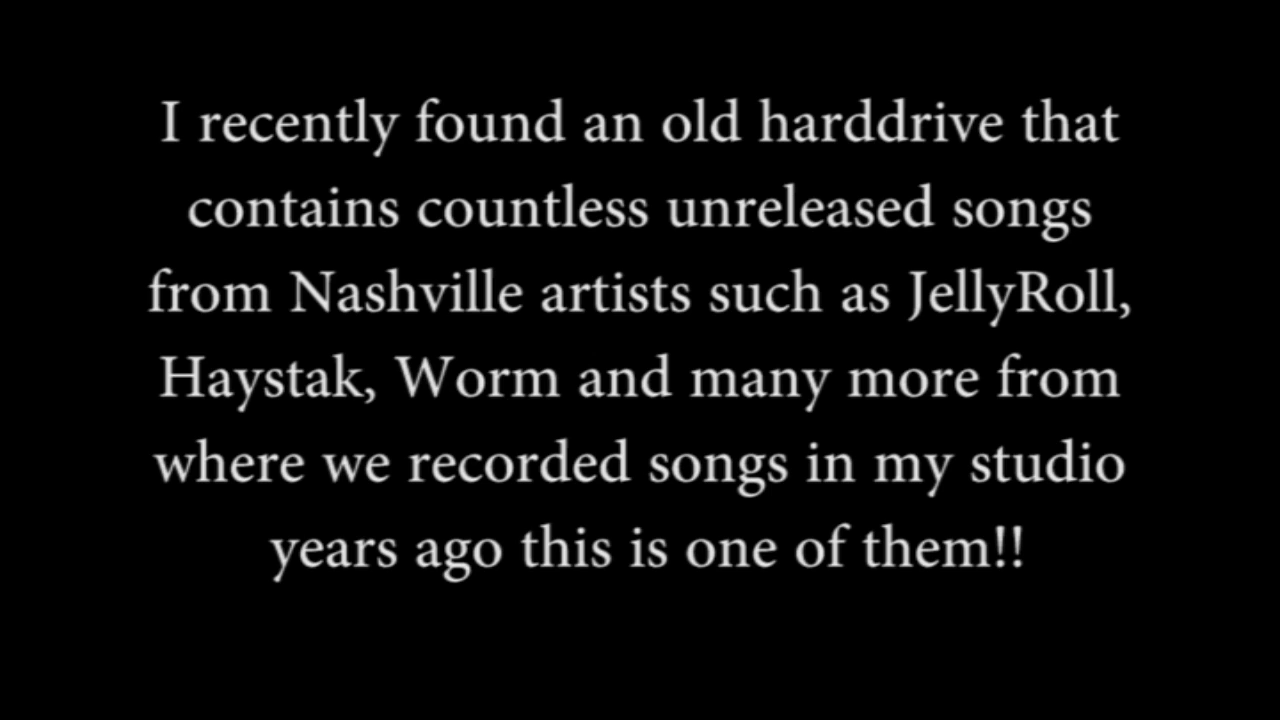 I recently found an old harddrive that
contains countless unreleased songs
from Nashville artists such as JellyRoll,
Haystak, Worm and many more from
where we recorded songs in my studio
years ago this is one of them!!